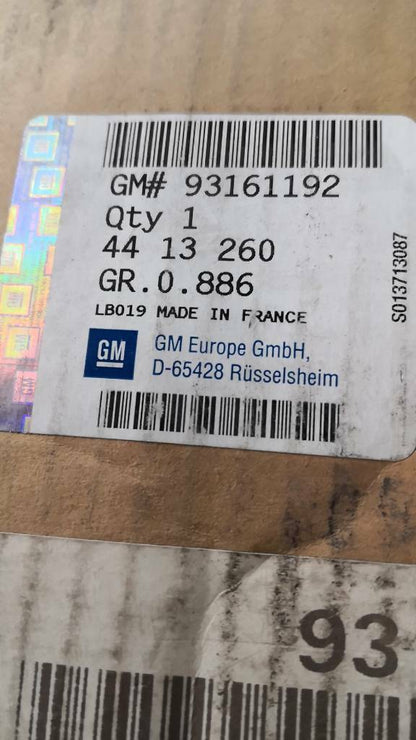 GM# 93161192
Qty 1
44 13 260
GR.0.886
LB019 MADE IN FRANCE
GM
GM Europe GmbH,
D-65428 Rüsselsheim
S013713087
93